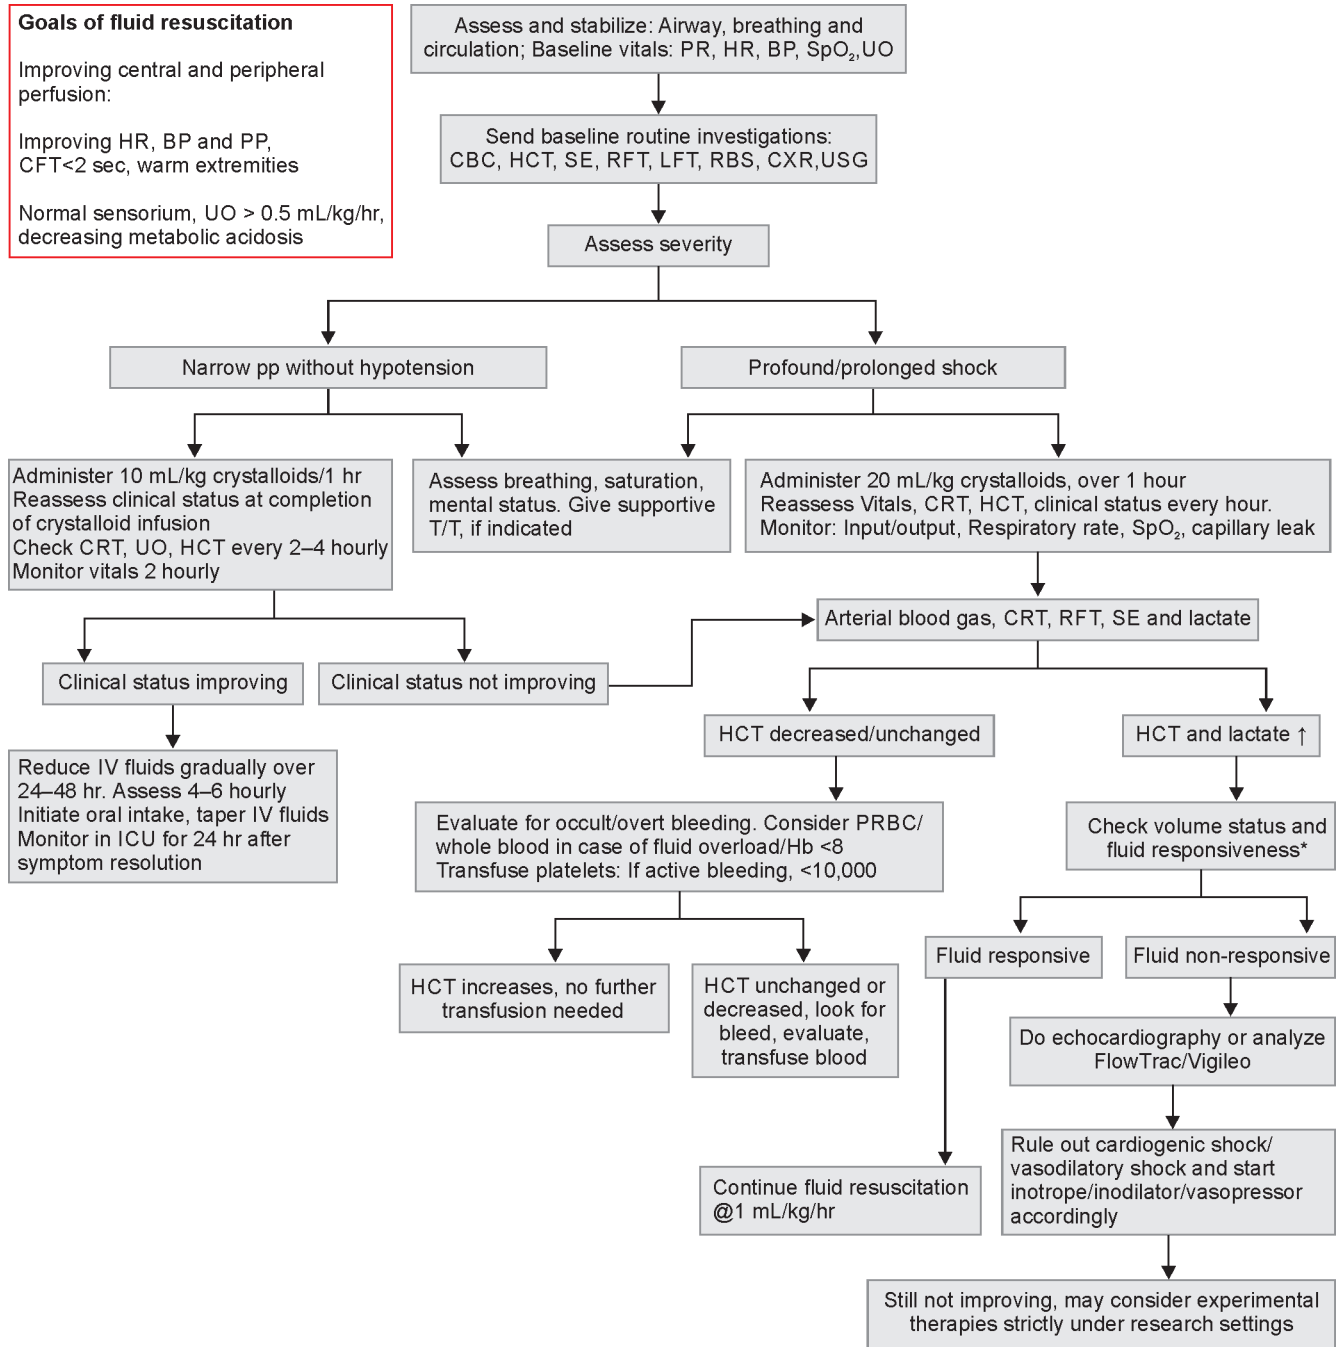 Goals of fluid resuscitation
Improving central and peripheral
perfusion:
Improving HR, BP and PP,
CFT<2 sec, warm extremities
Normal sensorium, UO > 0.5 mL/kg/hr,
decreasing metabolic acidosis
Assess and stabilize: Airway, breathing and
circulation; Baseline vitals: PR, HR, BP, SpO₂,UO
Send baseline routine investigations:
CBC, HCT, SE, RFT, LFT, RBS, CXR,USG
Assess severity
Narrow pp without hypotension
Profound/prolonged shock
Administer 10 mL/kg crystalloids/1 hr
Reassess clinical status at completion
of crystalloid infusion
Check CRT, UO, HCT every 2–4 hourly
Monitor vitals 2 hourly
Assess breathing, saturation,
mental status. Give supportive
T/T, if indicated
Administer 20 mL/kg crystalloids, over 1 hour
Reassess Vitals, CRT, HCT, clinical status every hour.
Monitor: Input/output, Respiratory rate, SpO₂, capillary leak
Arterial blood gas, CRT, RFT, SE and lactate
Clinical status improving
Clinical status not improving
HCT decreased/unchanged
HCT and lactate ↑
Reduce IV fluids gradually over
24–48 hr. Assess 4–6 hourly
Initiate oral intake, taper IV fluids
Monitor in ICU for 24 hr after
symptom resolution
Evaluate for occult/overt bleeding. Consider PRBC/
whole blood in case of fluid overload/Hb <8
Transfuse platelets: If active bleeding, <10,000
Check volume status and
fluid responsiveness*
Fluid responsive
Fluid non-responsive
HCT increases, no further
transfusion needed
HCT unchanged or
decreased, look for
bleed, evaluate,
transfuse blood
Do echocardiography or analyze
FlowTrac/Vigileo
Continue fluid resuscitation
@1 mL/kg/hr
Rule out cardiogenic shock/
vasodilatory shock and start
inotrope/inodilator/vasopressor
accordingly
Still not improving, may consider experimental
therapies strictly under research settings